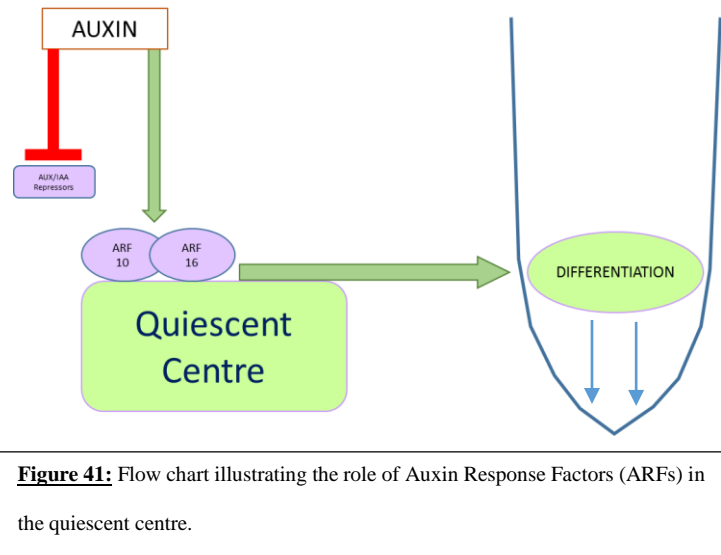 AUXIN
AUX/IAA
Repressors
ARF
10
ARF
16
Quiescent
Centre
DIFFERENTIATION
Figure 41: Flow chart illustrating the role of Auxin Response Factors (ARFs) in
the quiescent centre.